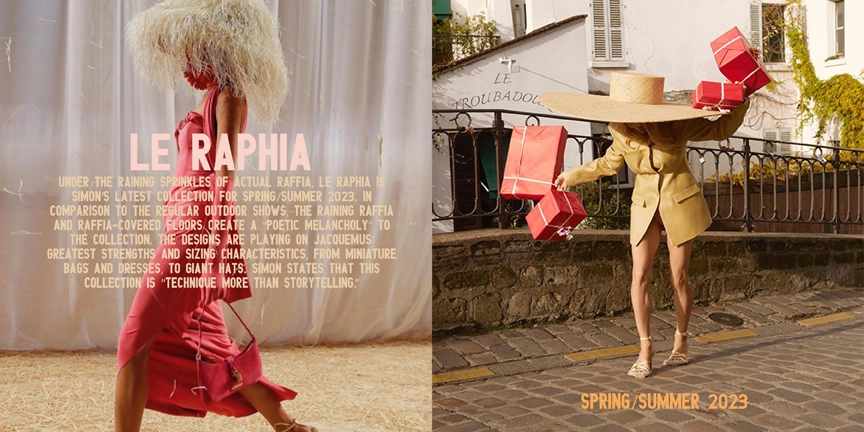 LE RAPHIA
UNDER THE RAINING SPRINKLES OF ACTUAL RAFFIA, LE RAPHIA IS
SIMON'S LATEST COLLECTION FOR SPRING/SUMMER 2023. IN
COMPARISON TO THE REGULAR OUTDOOR SHOWS, THE RAINING RAFFIA
AND RAFFIA-COVERED FLOORS CREATE A "POETIC MELANCHOLY" TO
THE COLLECTION. THE DESIGNS ARE PLAYING ON JACQUEMUS'
GREATEST STRENGTHS AND SIZING CHARACTERISTICS, FROM MINIATURE
BAGS AND DRESSES, TO GIANT HATS. SIMON STATES THAT THIS
COLLECTION IS "TECHNIQUE MORE THAN STORYTELLING."
LE
TROUBADOU
SPRING/SUMMER 2023